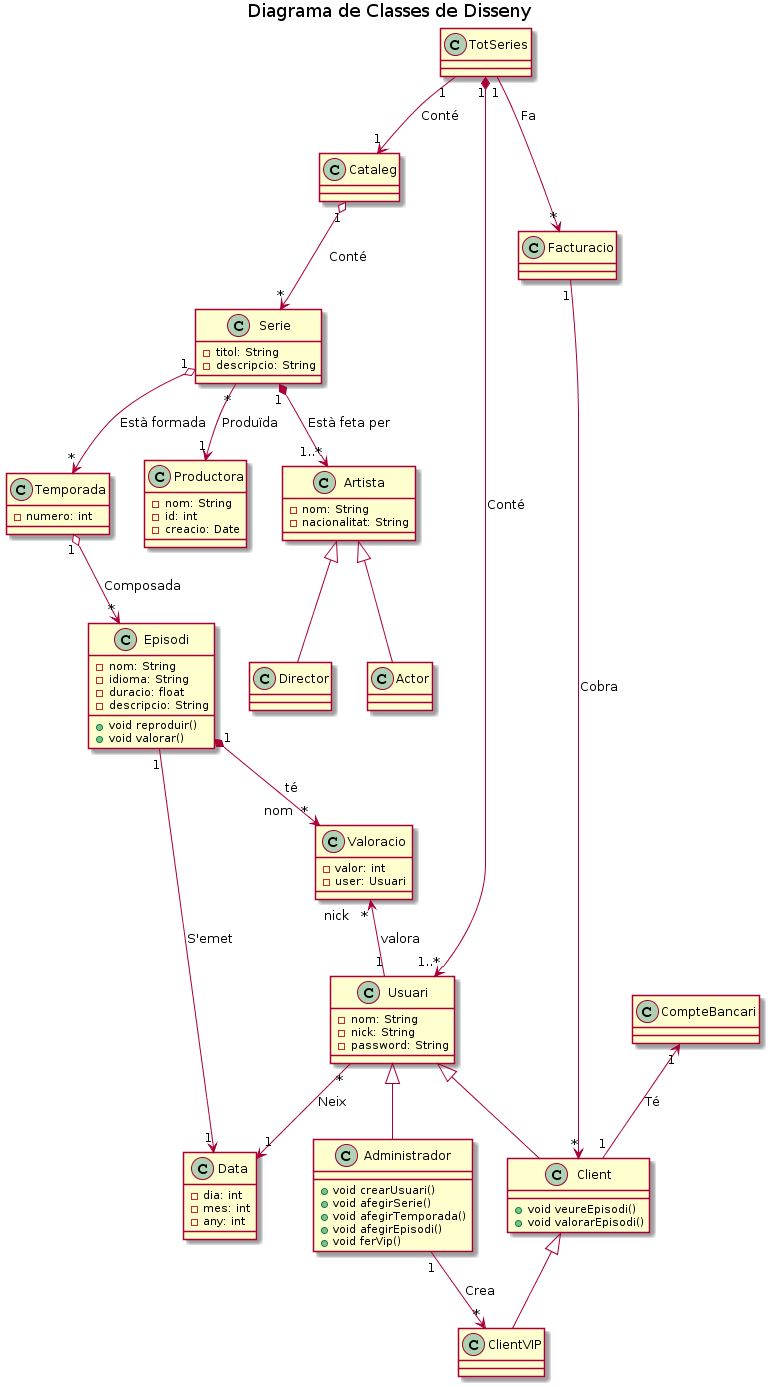 Diagrama de Classes de Disseny
C TotSeries
1 1 1
Conté
Fa
1
C Cataleg
1
*
C Facturacio
1
Conté
*
C Serie
titol: String
descripcio: String
1 * 1
Està formada
Produïda
Està feta per
* 1 1..*
C Temporada
numero: int
1
C Productora
nom: String
id: int
creacio: Date
C Artista
nom: String
nacionalitat: String
Conté
Composada
*
C Episodi
nom: String
idioma: String
duracio: float
descripcio: String
void reproduir()
void valorar()
1
1
C Director
C Actor
Cobra
té
nom *
C Valoracio
valor: int
user: Usuari
nick *
S'emet
valora
1
1..*
C Usuari
nom: String
nick: String
password: String
*
C CompteBancari
1
Neix
Té
1
1
1
*
C Data
dia: int
mes: int
any: int
C Administrador
void crearUsuari()
void afegirSerie()
void afegirTemporada()
void afegirEpisodi()
void ferVip()
1
C Client
void veureEpisodi()
void valorarEpisodi()
Crea
*
C ClientVIP